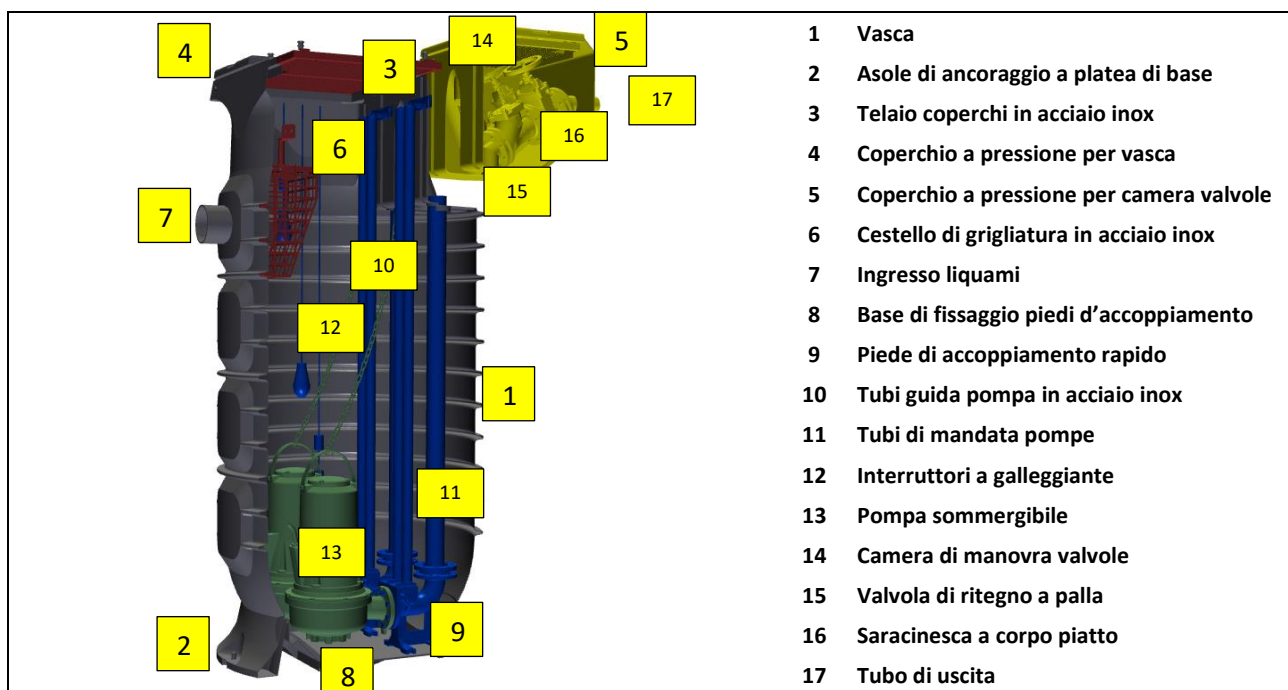 4
3
14
5
17
6
16
7
15
10
12
1
11
13
2
9
8
1 Vasca
2 Asole di ancoraggio a platea di base
3 Telaio coperchi in acciaio inox
4 Coperchio a pressione per vasca
5 Coperchio a pressione per camera valvole
6 Cestello di grigliatura in acciaio inox
7 Ingresso liquami
8 Base di fissaggio piedi d’accoppiamento
9 Piede di accoppiamento rapido
10 Tubi guida pompa in acciaio inox
11 Tubi di mandata pompe
12 Interruttori a galleggiante
13 Pompa sommergibile
14 Camera di manovra valvole
15 Valvola di ritegno a palla
16 Saracinesca a corpo piatto
17 Tubo di uscita